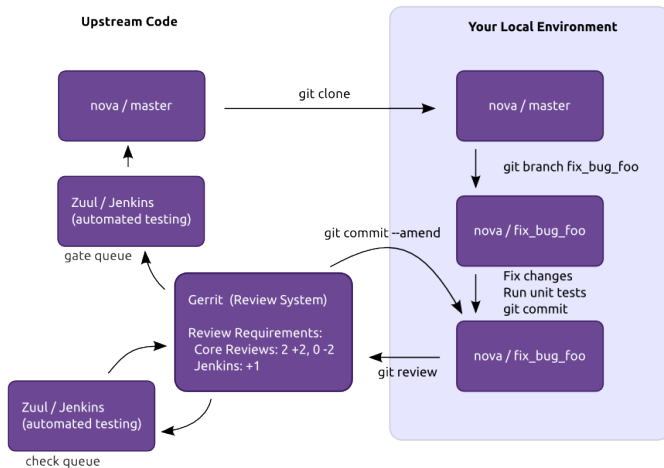 Upstream Code
Your Local Environment
nova / master
git clone
nova / master
git branch fix_bug_foo
Zuul / Jenkins
(automated testing)
gate queue
nova / fix_bug_foo
git commit --amend
Fix changes
Run unit tests
git commit
Gerrit (Review System)
Review Requirements:
Core Reviews: 2 +2, 0 -2
Jenkins: +1
nova / fix_bug_foo
git review
Zuul / Jenkins
(automated testing)
check queue